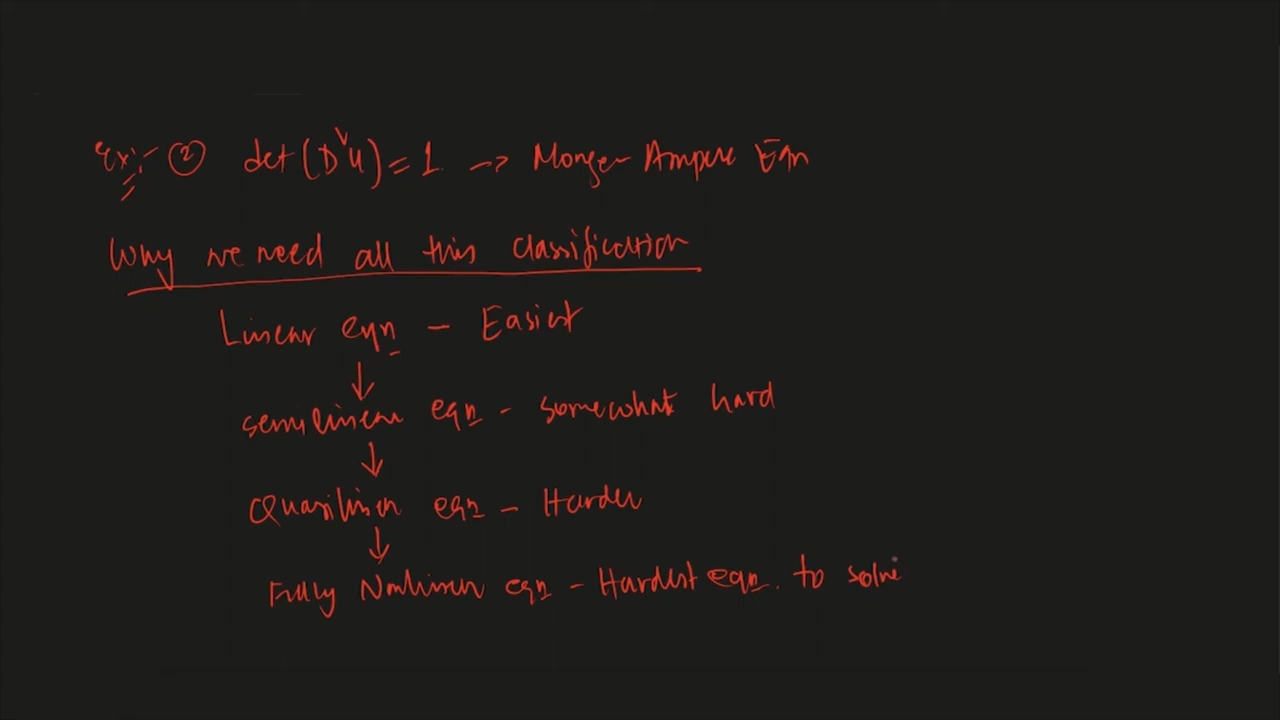 Ex:- ② det(D²u) = 1. → Monge-Ampere Eqn
Why we need all this classification
Linear eqn - Easiest
↓
semilinear eqn - somewhat hard
↓
Quasilinear eqn - Harder
↓
Fully Nonlinear eqn - Hardest eqn. to solve